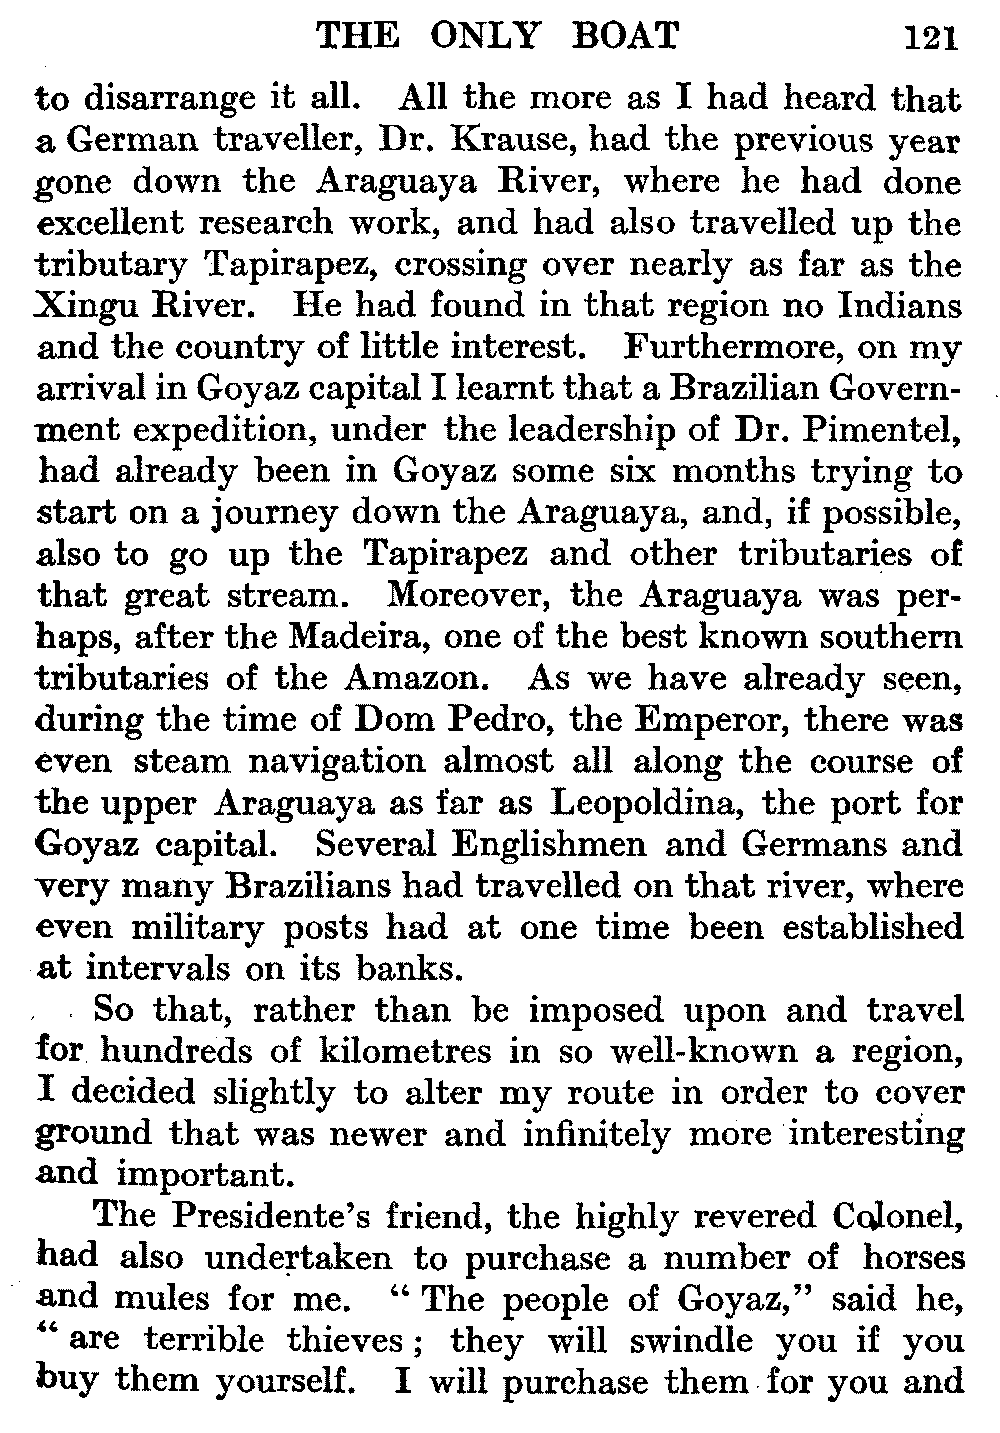 THE ONLY BOAT 121
to disarrange it all. All the more as I had heard that
a German traveller, Dr. Krause, had the previous year
gone down the Araguaya River, where he had done
excellent research work, and had also travelled up the
tributary Tapirapez, crossing over nearly as far as the
Xingu River. He had found in that region no Indians
and the country of little interest. Furthermore, on my
arrival in Goyaz capital I learnt that a Brazilian Govern-
ment expedition, under the leadership of Dr. Pimentel,
had already been in Goyaz some six months trying to
start on a journey down the Araguaya, and, if possible,
also to go up the Tapirapez and other tributaries of
that great stream. Moreover, the Araguaya was per-
haps, after the Madeira, one of the best known southern
tributaries of the Amazon. As we have already seen,
during the time of Dom Pedro, the Emperor, there was
even steam navigation almost all along the course of
the upper Araguaya as far as Leopoldina, the port for
Goyaz capital. Several Englishmen and Germans and
very many Brazilians had travelled on that river, where
even military posts had at one time been established
at intervals on its banks.
So that, rather than be imposed upon and travel
for hundreds of kilometres in so well-known a region,
I decided slightly to alter my route in order to cover
ground that was newer and infinitely more interesting
and important.
The Presidente's friend, the highly revered Colonel,
had also undertaken to purchase a number of horses
and mules for me. "The people of Goyaz," said he,
"are terrible thieves; they will swindle you if you
buy them yourself. I will purchase them for you and